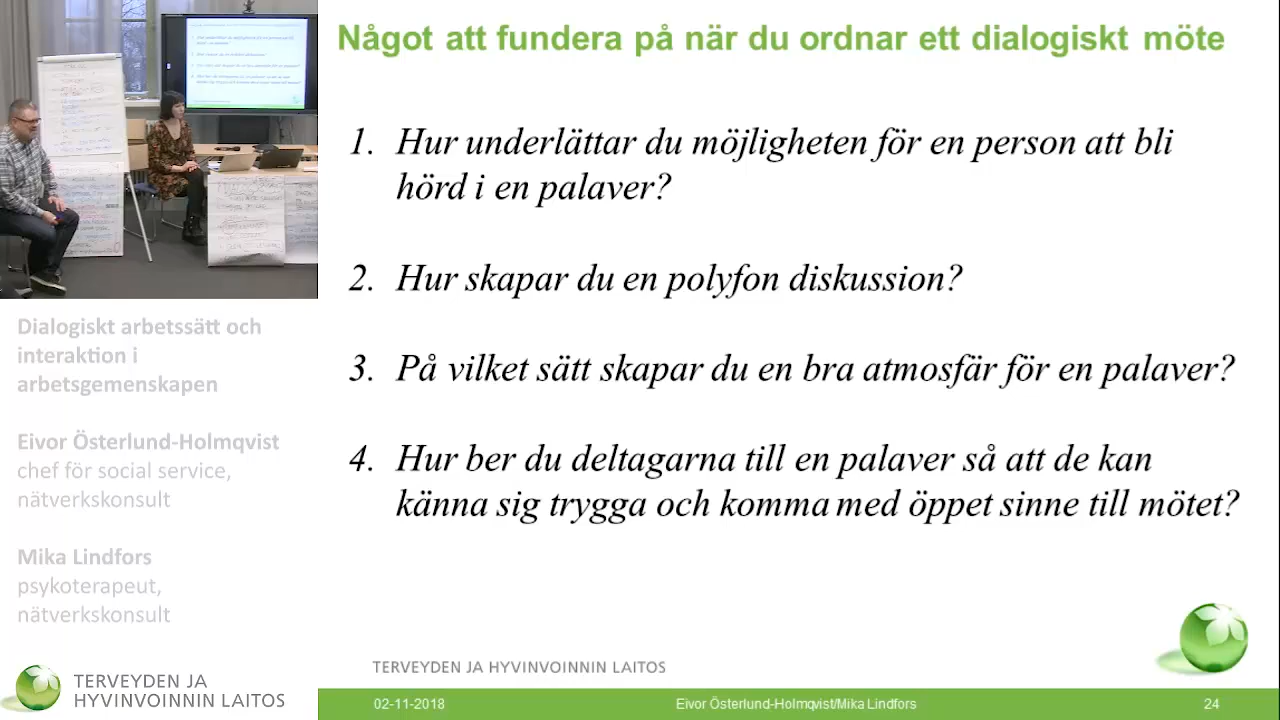 Något att fundera på när du ordnar ett dialogiskt möte
1. Hur underlättar du möjligheten för en person att bli
hörd i en palaver?
2. Hur skapar du en polyfon diskussion?
3. På vilket sätt skapar du en bra atmosfär för en palaver?
4. Hur ber du deltagarna till en palaver så att de kan
känna sig trygga och komma med öppet sinne till mötet?
Dialogiskt arbetssätt och
interaktion i
arbetsgemenskapen
Eivor Österlund-Holmqvist
chef för social service,
nätverkskonsult
Mika Lindfors
psykoterapeut,
nätverkskonsult
TERVEYDEN JA
HYVINVOINNIN LAITOS
TERVEYDEN JA HYVINVOINNIN LAITOS
02-11-2018
Eivor Österlund-Holmqvist/Mika Lindfors
24